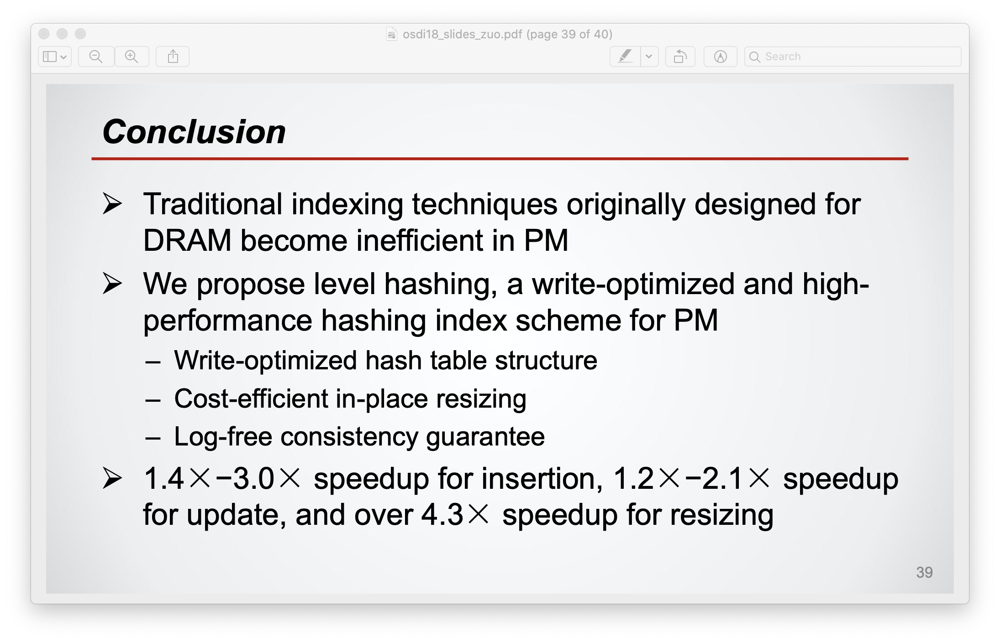 osdi18_slides_zuo.pdf (page 39 of 40)
Search
Conclusion
➢ Traditional indexing techniques originally designed for
DRAM become inefficient in PM
➢ We propose level hashing, a write-optimized and high-
performance hashing index scheme for PM
– Write-optimized hash table structure
– Cost-efficient in-place resizing
– Log-free consistency guarantee
➢ 1.4×−3.0× speedup for insertion, 1.2×−2.1× speedup
for update, and over 4.3× speedup for resizing
39